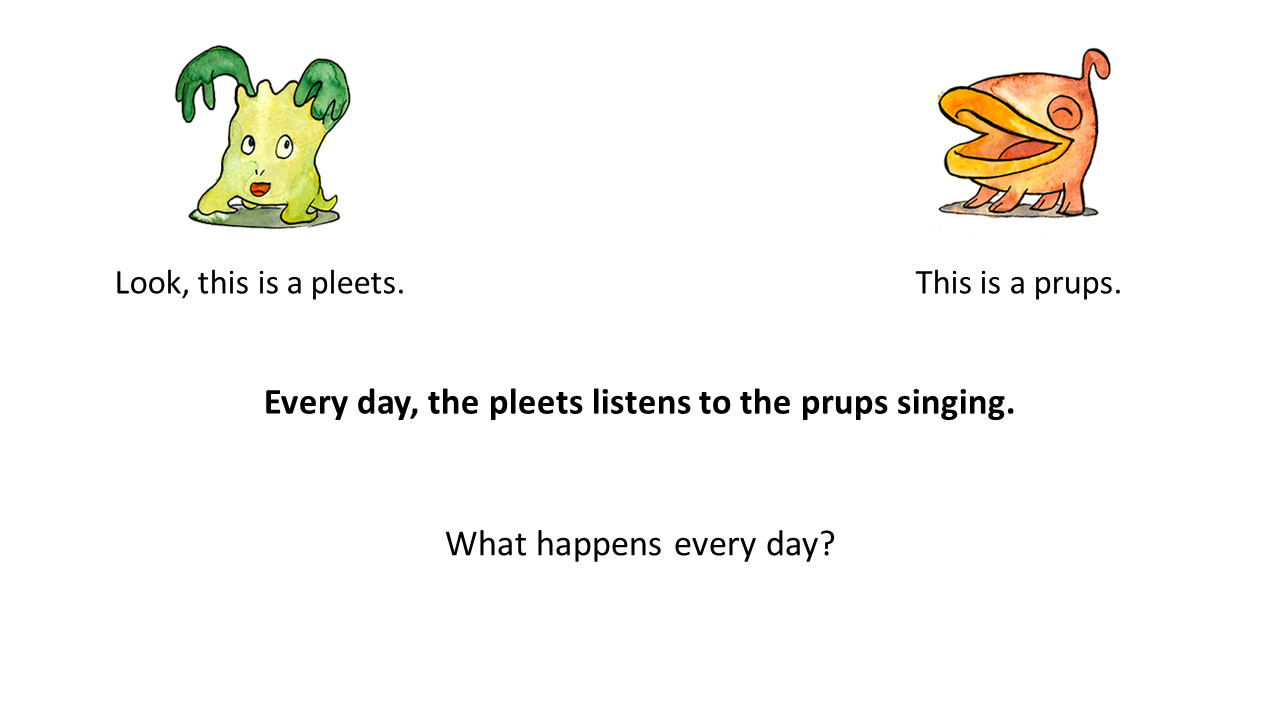 Look, this is a pleets.
This is a prups.
Every day, the pleets listens to the prups singing.
What happens every day?